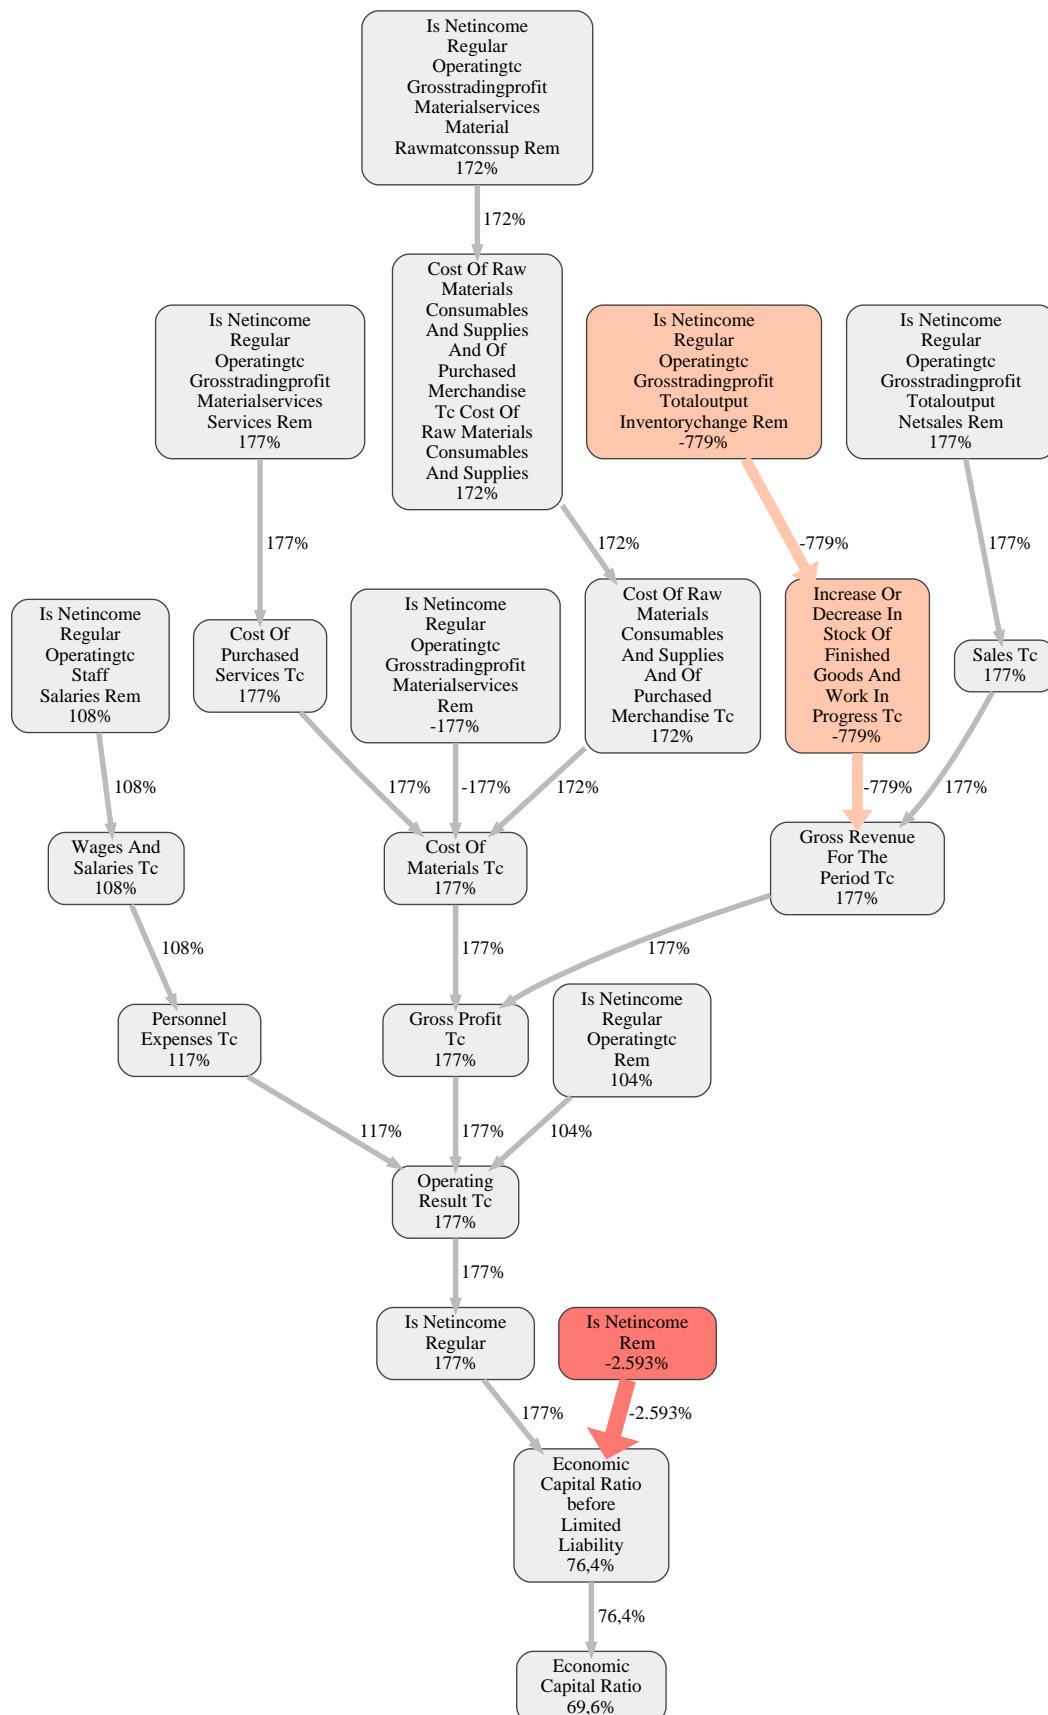 Is Netincome
Regular
Operatingtc
Grosstradingprofit
Materialservices
Material
Rawmatconssup Rem
172%
172%
Cost Of Raw
Materials
Consumables
And Supplies
And Of
Purchased
Merchandise
Tc Cost Of
Raw Materials
Consumables
And Supplies
172%
Is Netincome
Regular
Operatingtc
Grosstradingprofit
Materialservices
Services Rem
177%
Is Netincome
Regular
Operatingtc
Grosstradingprofit
Totaloutput
Inventorychange Rem
-779%
Is Netincome
Regular
Operatingtc
Grosstradingprofit
Totaloutput
Netsales Rem
177%
177%
172%
-779%
177%
Is Netincome
Regular
Operatingtc
Staff
Salaries Rem
108%
Cost Of
Purchased
Services Tc
177%
Is Netincome
Regular
Operatingtc
Grosstradingprofit
Materialservices
Rem
-177%
Cost Of Raw
Materials
Consumables
And Supplies
And Of
Purchased
Merchandise Tc
172%
Increase Or
Decrease In
Stock Of
Finished
Goods And
Work In
Progress Tc
-779%
Sales Tc
177%
108%
177%
-177%
172%
-779%
177%
Wages And
Salaries Tc
108%
Cost Of
Materials Tc
177%
Gross Revenue
For The
Period Tc
177%
108%
177%
177%
Personnel
Expenses Tc
117%
Gross Profit
Tc
177%
Is Netincome
Regular
Operatingtc
Rem
104%
117%
177%
104%
Operating
Result Tc
177%
177%
Is Netincome
Regular
177%
Is Netincome
Rem
-2.593%
177%
-2.593%
Economic
Capital Ratio
before
Limited
Liability
76,4%
76,4%
Economic
Capital Ratio
69,6%